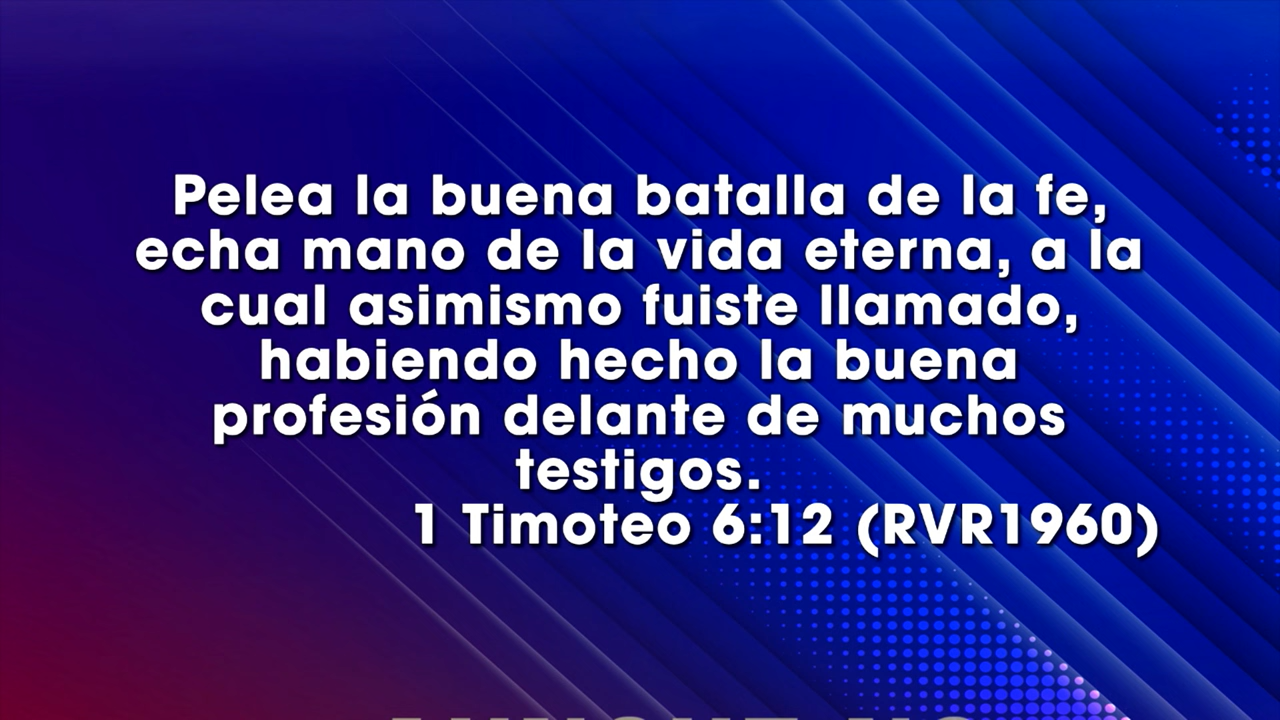 Pelea la buena batalla de la fe,
echa mano de la vida eterna, a la
cual asimismo fuiste llamado,
habiendo hecho la buena
profesión delante de muchos
testigos.
1 Timoteo 6:12 (RVR1960)